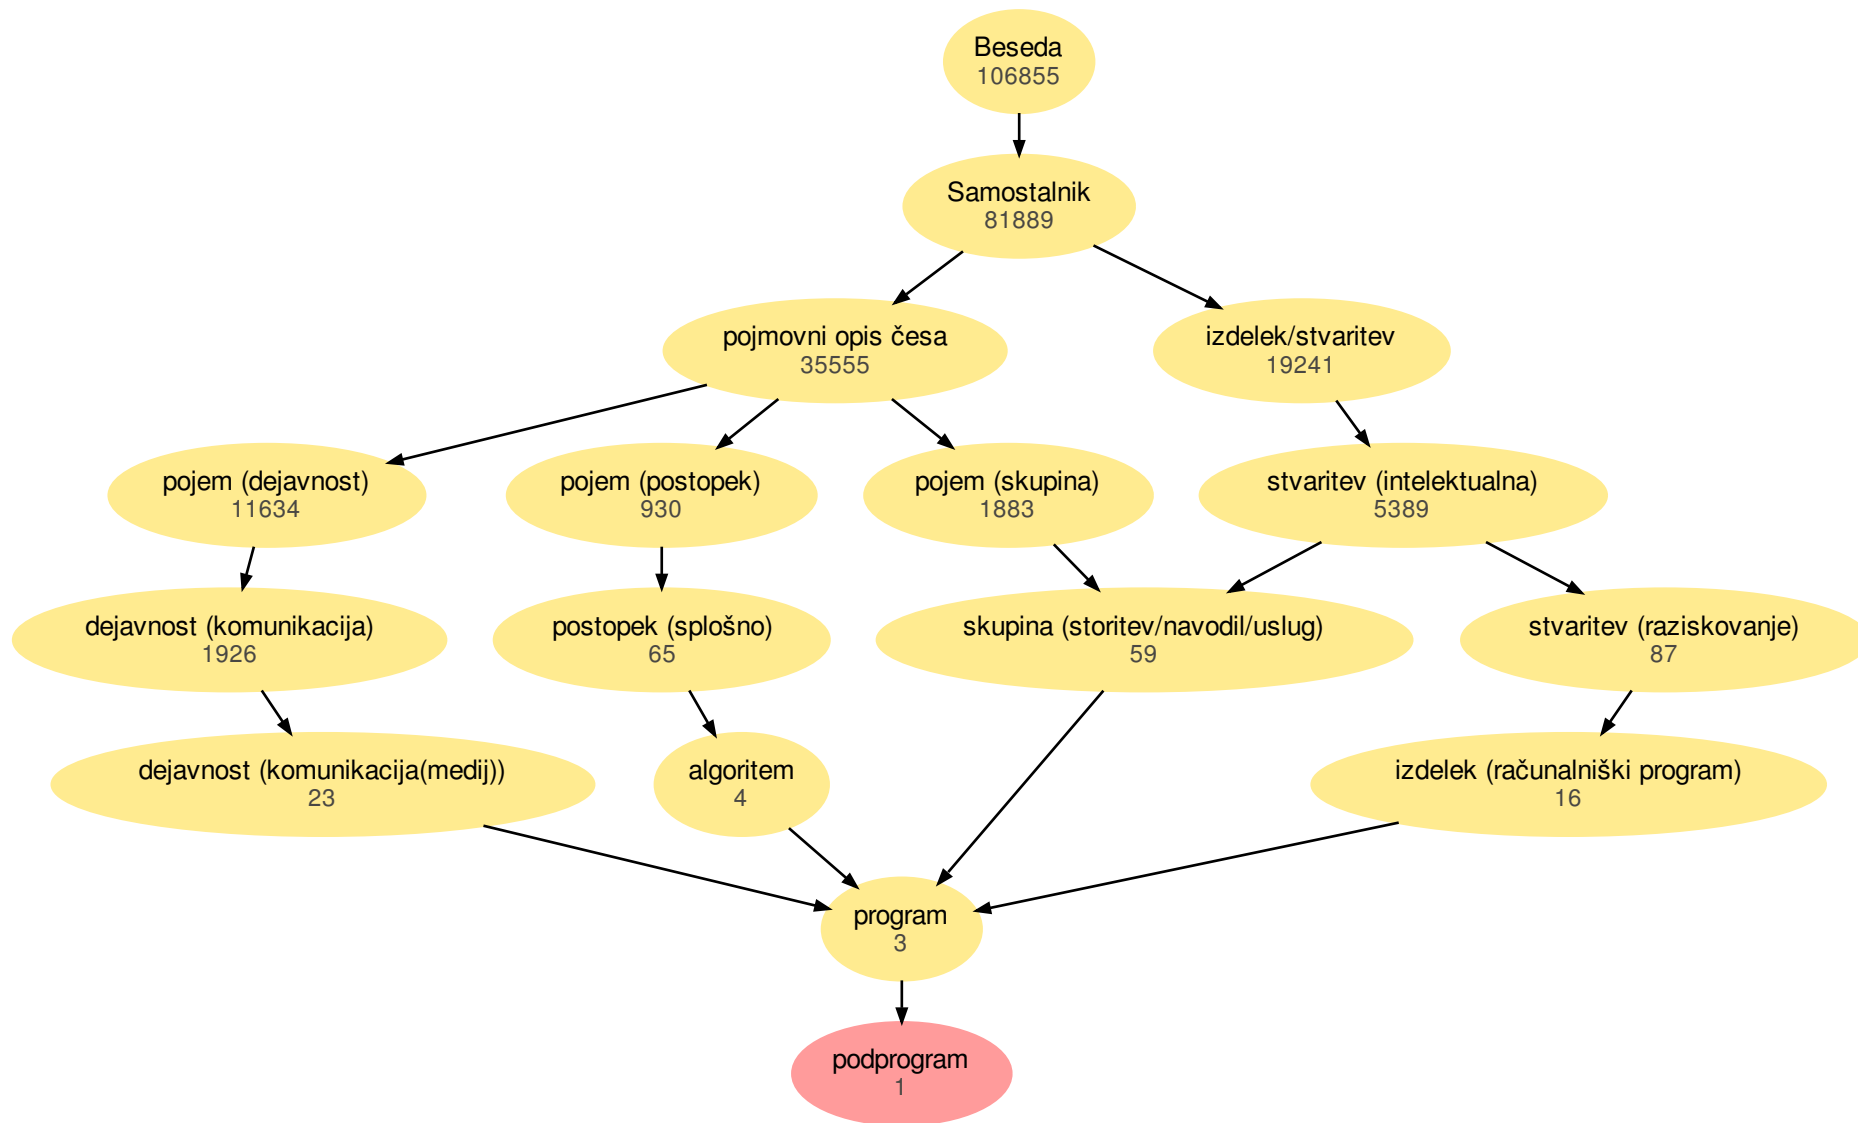 Beseda
106855
Samostalnik
81889
pojmovni opis česa
35555
izdelek/stvaritev
19241
pojem (dejavnost)
11634
pojem (postopek)
930
pojem (skupina)
1883
stvaritev (intelektualna)
5389
dejavnost (komunikacija)
1926
postopek (splošno)
65
skupina (storitev/navodil/uslug)
59
stvaritev (raziskovanje)
87
dejavnost (komunikacija(medij))
23
algoritem
4
izdelek (računalniški program)
16
program
3
podprogram
1